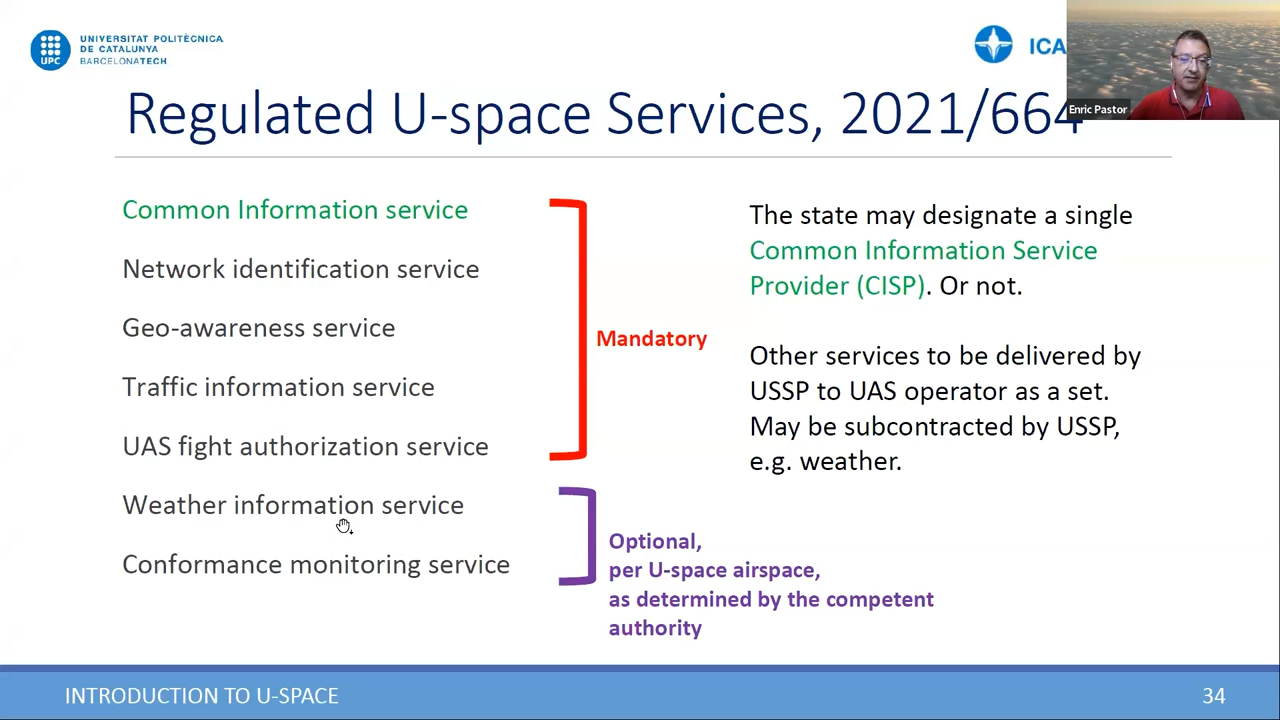 UNIVERSITAT POLITÈCNICA
DE CATALUNYA
BARCELONATECH
UPC
ICA
Enric Pastor
Regulated U-space Services, 2021/664
Common Information service
Network identification service
Geo-awareness service
Traffic information service
UAS fight authorization service
Weather information service
Conformance monitoring service
Mandatory
Optional,
per U-space airspace,
as determined by the competent
authority
The state may designate a single
Common Information Service
Provider (CISP). Or not.
Other services to be delivered by
USSP to UAS operator as a set.
May be subcontracted by USSP,
e.g. weather.
INTRODUCTION TO U-SPACE
34